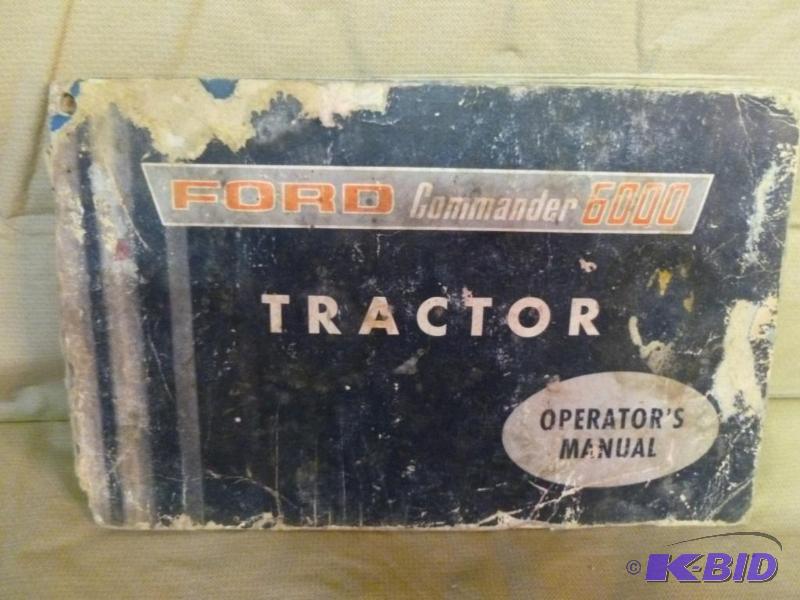 FORD Commander 6000
TRACTOR
OPERATOR'S
MANUAL
© K-BID